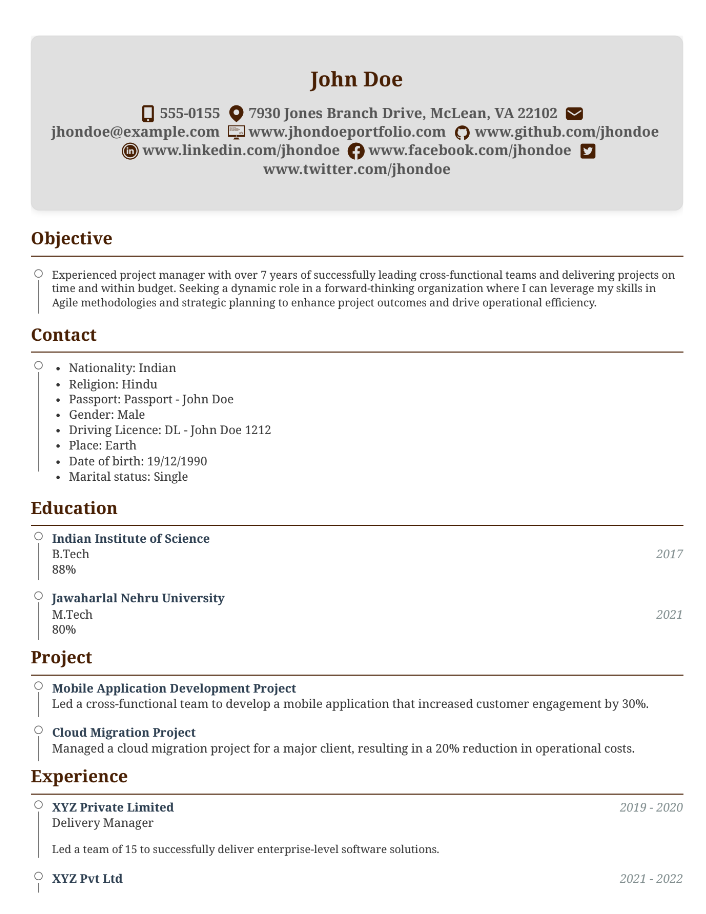 John Doe
555-0155 7930 Jones Branch Drive, McLean, VA 22102
jhondoe@example.com www.jhondoeportfolio.com www.github.com/jhondoe
www.linkedin.com/jhondoe www.facebook.com/jhondoe
www.twitter.com/jhondoe
Objective
Experienced project manager with over 7 years of successfully leading cross-functional teams and delivering projects on
time and within budget. Seeking a dynamic role in a forward-thinking organization where I can leverage my skills in
Agile methodologies and strategic planning to enhance project outcomes and drive operational efficiency.
Contact
• Nationality: Indian
• Religion: Hindu
• Passport: Passport - John Doe
• Gender: Male
• Driving Licence: DL - John Doe 1212
• Place: Earth
• Date of birth: 19/12/1990
• Marital status: Single
Education
Indian Institute of Science
B.Tech 2017
88%
Jawaharlal Nehru University
M.Tech 2021
80%
Project
Mobile Application Development Project
Led a cross-functional team to develop a mobile application that increased customer engagement by 30%.
Cloud Migration Project
Managed a cloud migration project for a major client, resulting in a 20% reduction in operational costs.
Experience
XYZ Private Limited 2019 - 2020
Delivery Manager
Led a team of 15 to successfully deliver enterprise-level software solutions.
XYZ Pvt Ltd 2021 - 2022